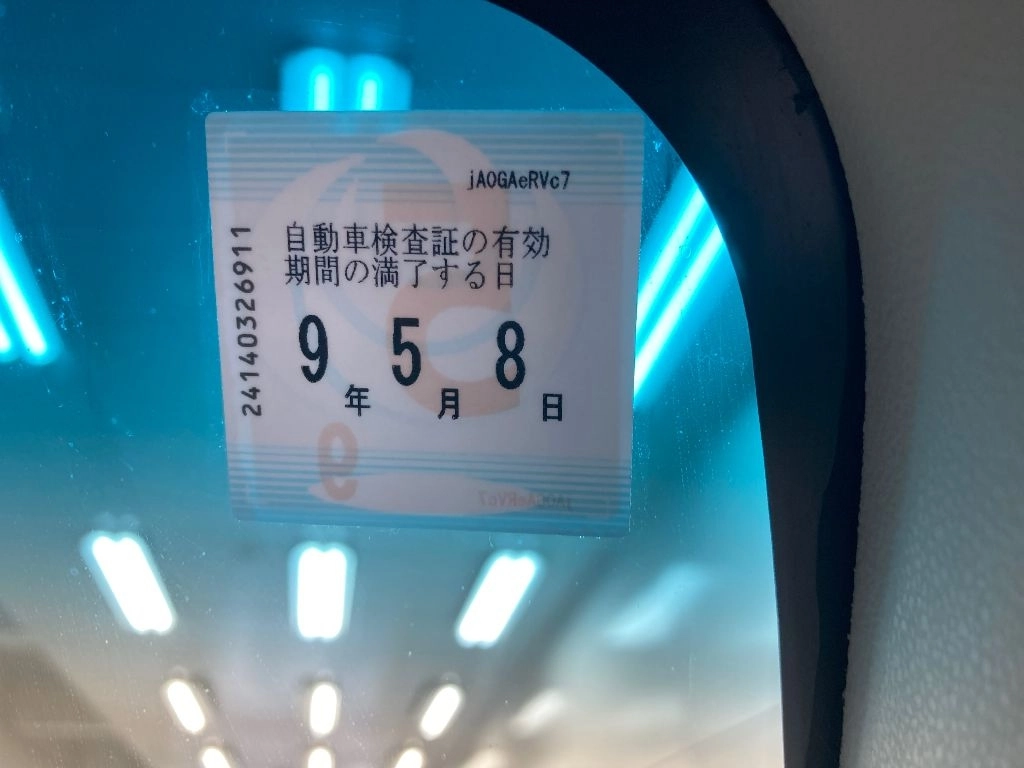 jAOGAeRVc7
自動車検査証の有効
期間の満了する日
9年 5月 8日
24140326911
9